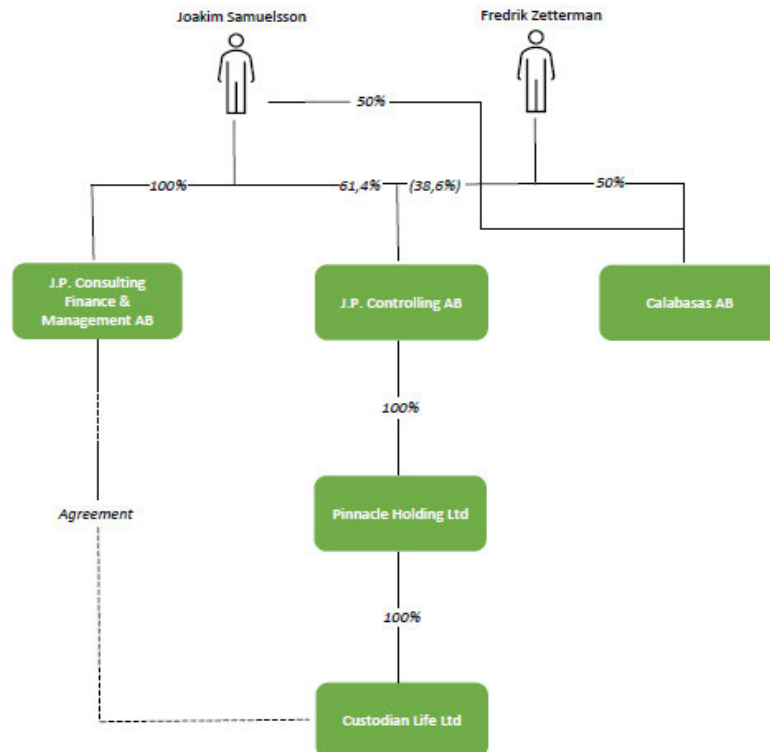 Joakim Samuelsson
Fredrik Zetterman
50%
100%
61,4%
(38,6%)
50%
J.P. Consulting
Finance &
Management AB
J.P. Controlling AB
Calabasas AB
100%
Pinnacle Holding Ltd
Agreement
100%
Custodian Life Ltd